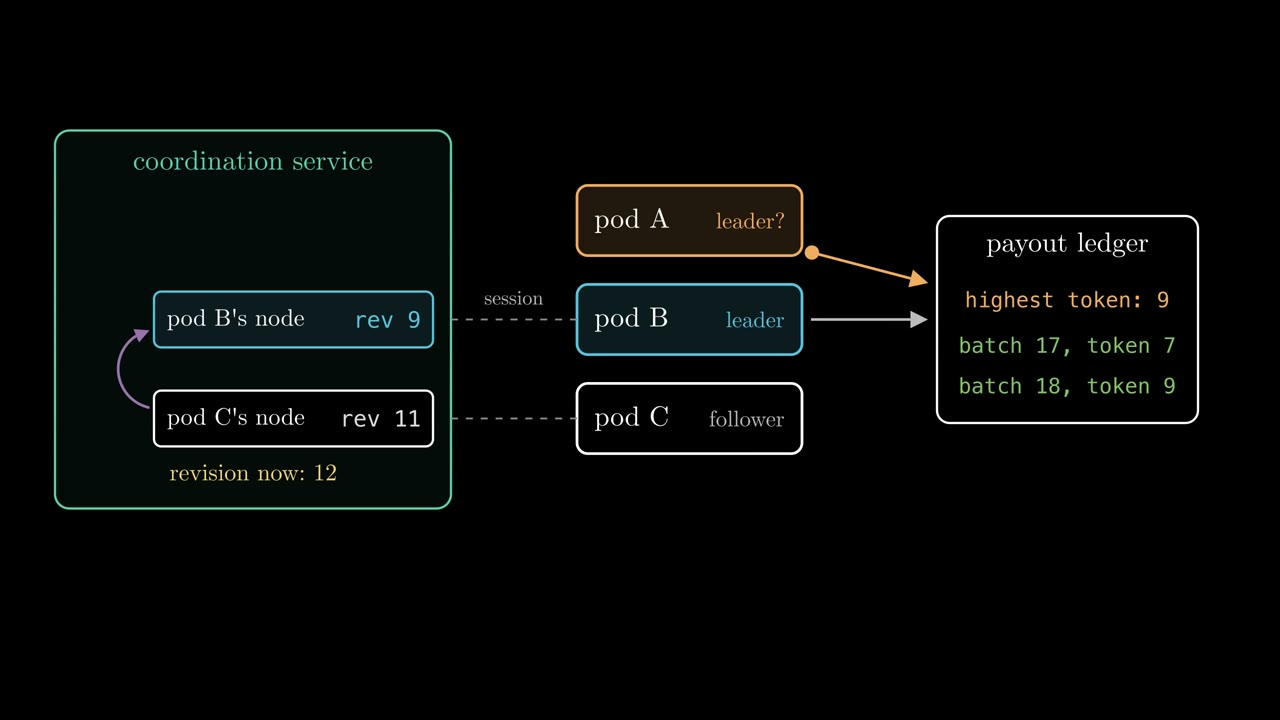 coordination service
pod B's node rev 9
pod C's node rev 11
revision now: 12
session
pod A leader?
pod B leader
pod C follower
payout ledger
highest token: 9
batch 17, token 7
batch 18, token 9